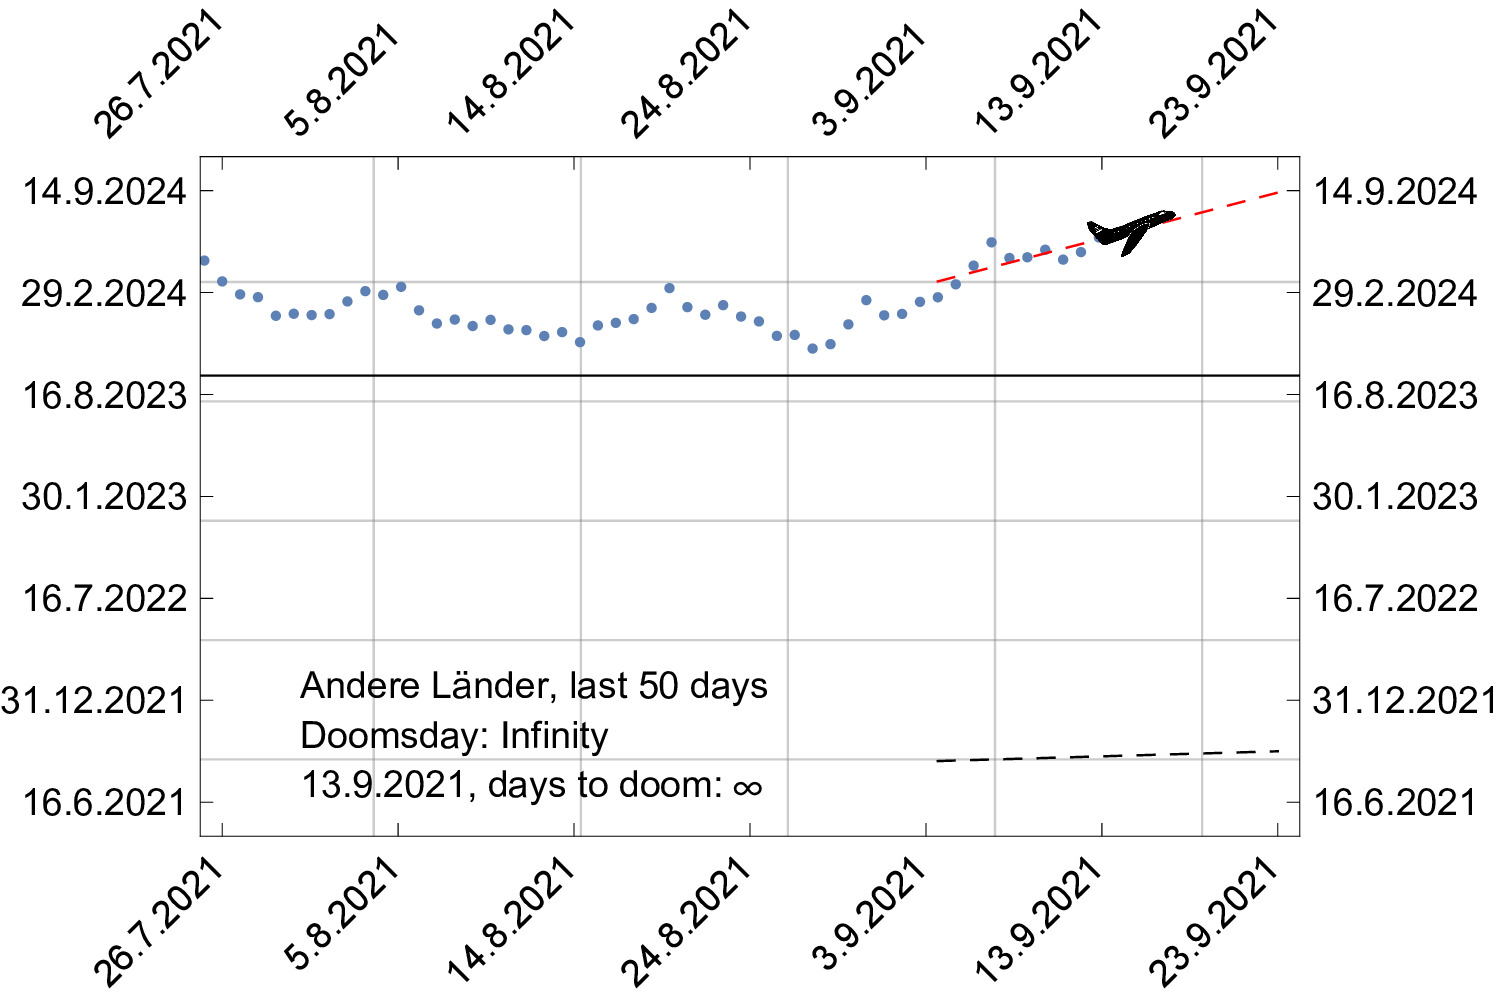 26.7.2021 5.8.2021 14.8.2021 24.8.2021 3.9.2021 13.9.2021 23.9.2021
14.9.2024 14.9.2024
29.2.2024 29.2.2024
16.8.2023 16.8.2023
30.1.2023 30.1.2023
16.7.2022 16.7.2022
Andere Länder, last 50 days
31.12.2021 31.12.2021
Doomsday: Infinity
13.9.2021, days to doom: ∞
16.6.2021 16.6.2021
26.7.2021 5.8.2021 14.8.2021 24.8.2021 3.9.2021 13.9.2021 23.9.2021